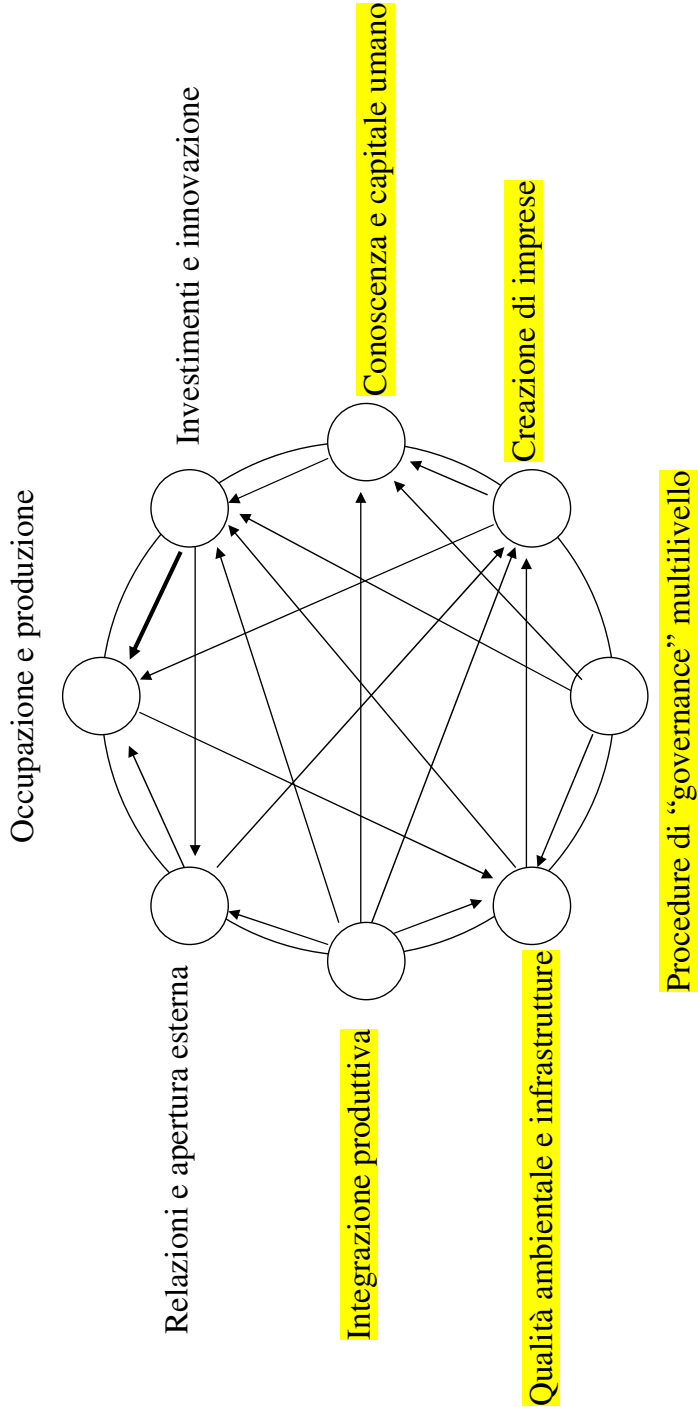 Occupazione e produzione
Investimenti e innovazione
Relazioni e apertura esterna
Conoscenza e capitale umano
Integrazione produttiva
Creazione di imprese
Qualità ambientale e infrastrutture
Procedure di “governance” multilivello